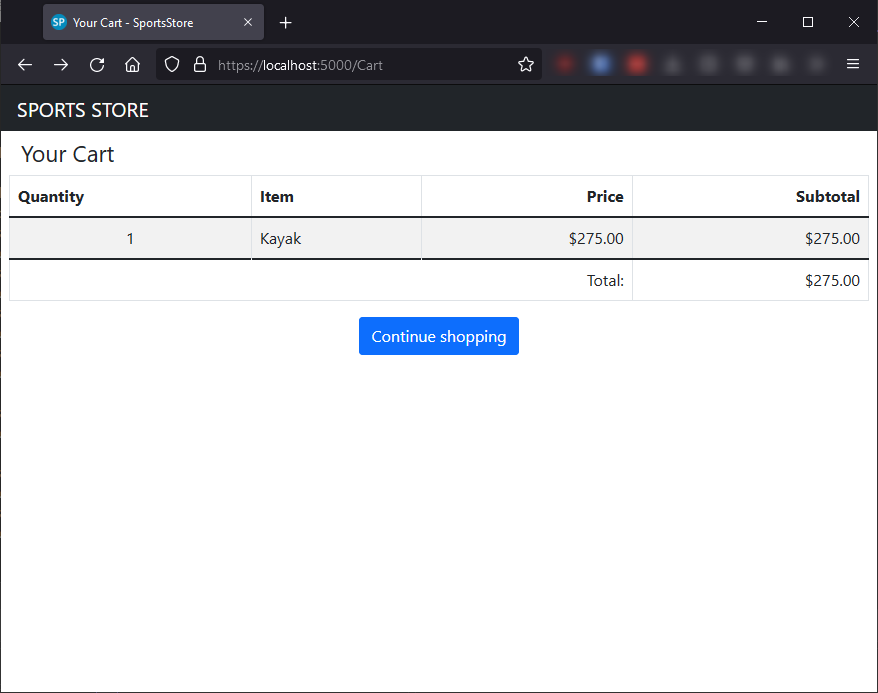 SP Your Cart - SportsStore
https://localhost:5000/Cart
SPORTS STORE
Your Cart
Quantity Item Price Subtotal
1 Kayak $275.00 $275.00
Total: $275.00
Continue shopping